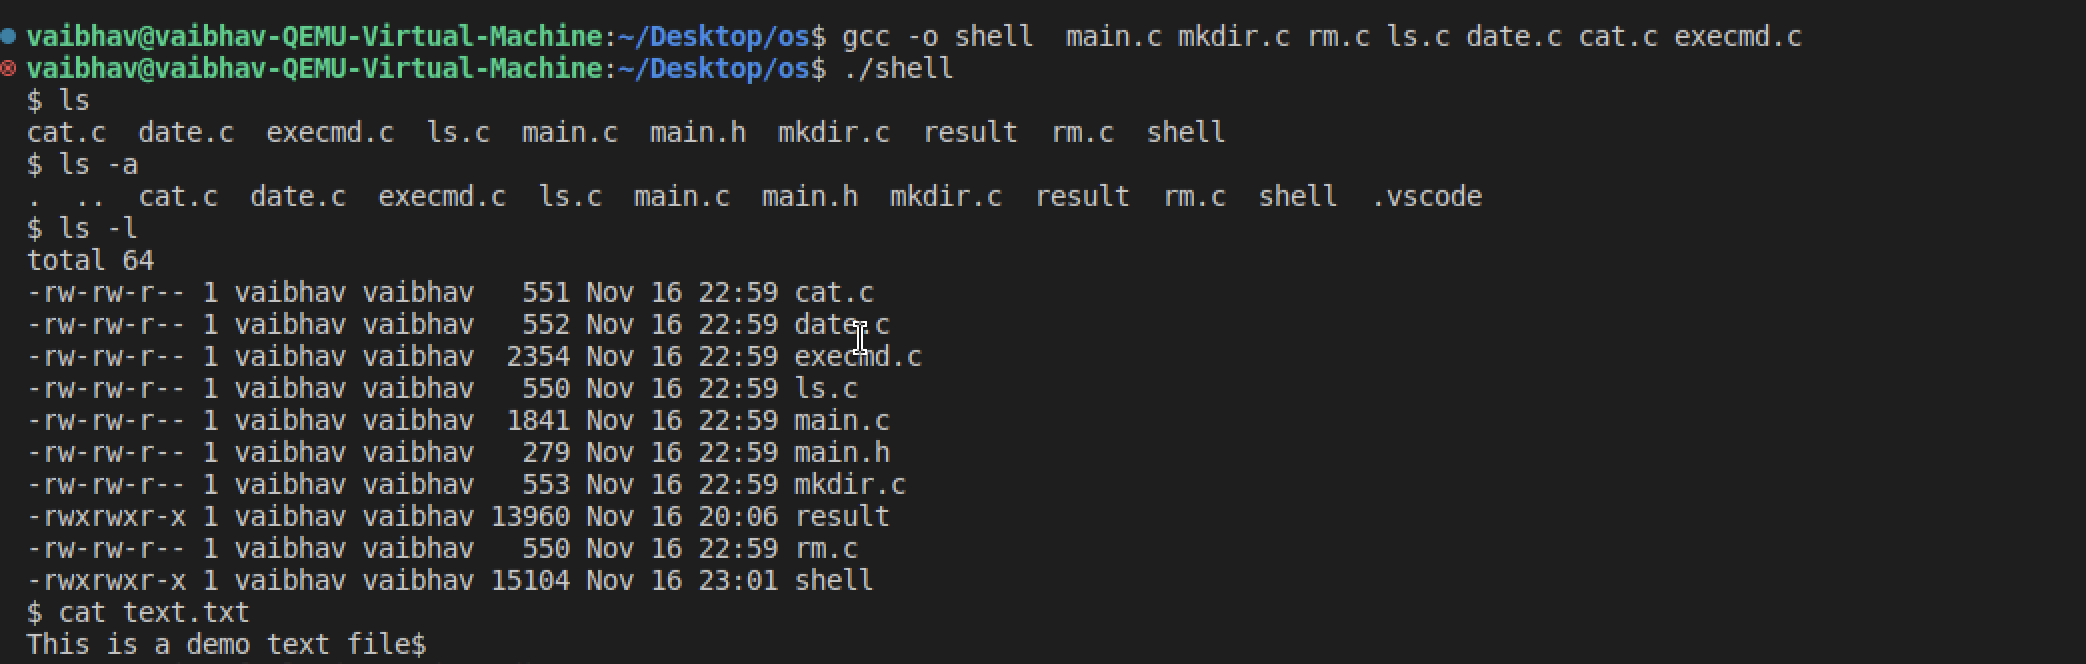 vaibhav@vaibhav-QEMU-Virtual-Machine:~/Desktop/os$ gcc -o shell  main.c mkdir.c rm.c ls.c date.c cat.c execmd.c
vaibhav@vaibhav-QEMU-Virtual-Machine:~/Desktop/os$ ./shell
$ ls
cat.c  date.c  execmd.c  ls.c  main.c  main.h  mkdir.c  result  rm.c  shell
$ ls -a
.  ..  cat.c  date.c  execmd.c  ls.c  main.c  main.h  mkdir.c  result  rm.c  shell  .vscode
$ ls -l
total 64
-rw-rw-r-- 1 vaibhav vaibhav   551 Nov 16 22:59 cat.c
-rw-rw-r-- 1 vaibhav vaibhav   552 Nov 16 22:59 date.c
-rw-rw-r-- 1 vaibhav vaibhav  2354 Nov 16 22:59 execmd.c
-rw-rw-r-- 1 vaibhav vaibhav   550 Nov 16 22:59 ls.c
-rw-rw-r-- 1 vaibhav vaibhav  1841 Nov 16 22:59 main.c
-rw-rw-r-- 1 vaibhav vaibhav   279 Nov 16 22:59 main.h
-rw-rw-r-- 1 vaibhav vaibhav   553 Nov 16 22:59 mkdir.c
-rwxrwxr-x 1 vaibhav vaibhav 13960 Nov 16 20:06 result
-rw-rw-r-- 1 vaibhav vaibhav   550 Nov 16 22:59 rm.c
-rwxrwxr-x 1 vaibhav vaibhav 15104 Nov 16 23:01 shell
$ cat text.txt
This is a demo text file$